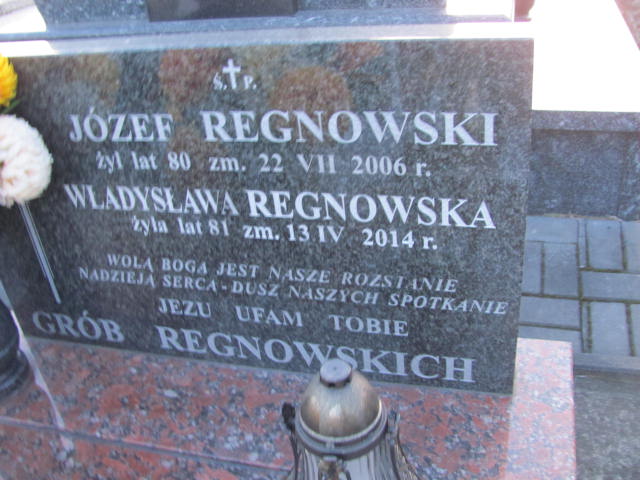 Ś. P.
JÓZEF REGNOWSKI
żył lat 80 zm. 22 VII 2006 r.
WŁADYSŁAWA REGNOWSKA
żyła lat 81 zm. 13 IV 2014 r.
WOLĄ BOGA JEST NASZE ROZSTANIE
NADZIEJĄ SERCA - DUSZ NASZYCH SPOTKANIE
JEZU UFAM TOBIE
GRÓB REGNOWSKICH